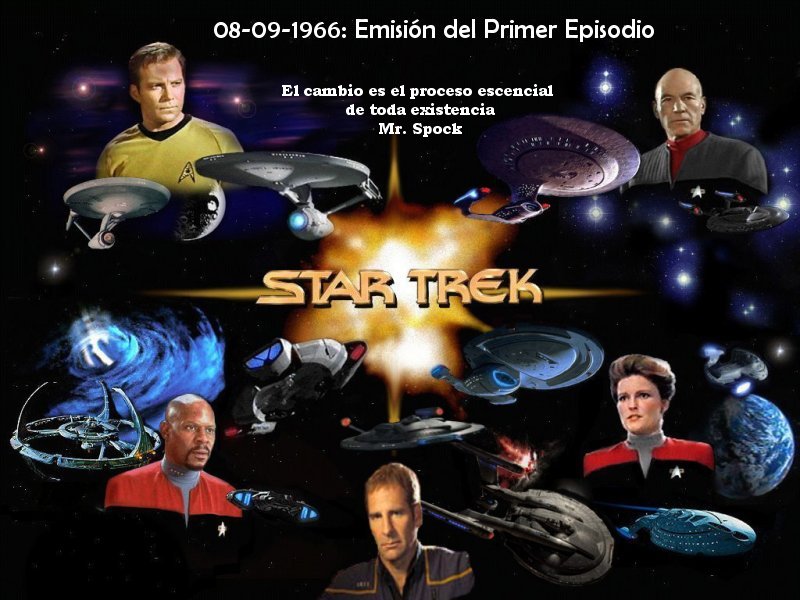 08-09-1966: Emisión del Primer Episodio
El cambio es el proceso escencial
de toda existencia
Mr. Spock
STAR TREK